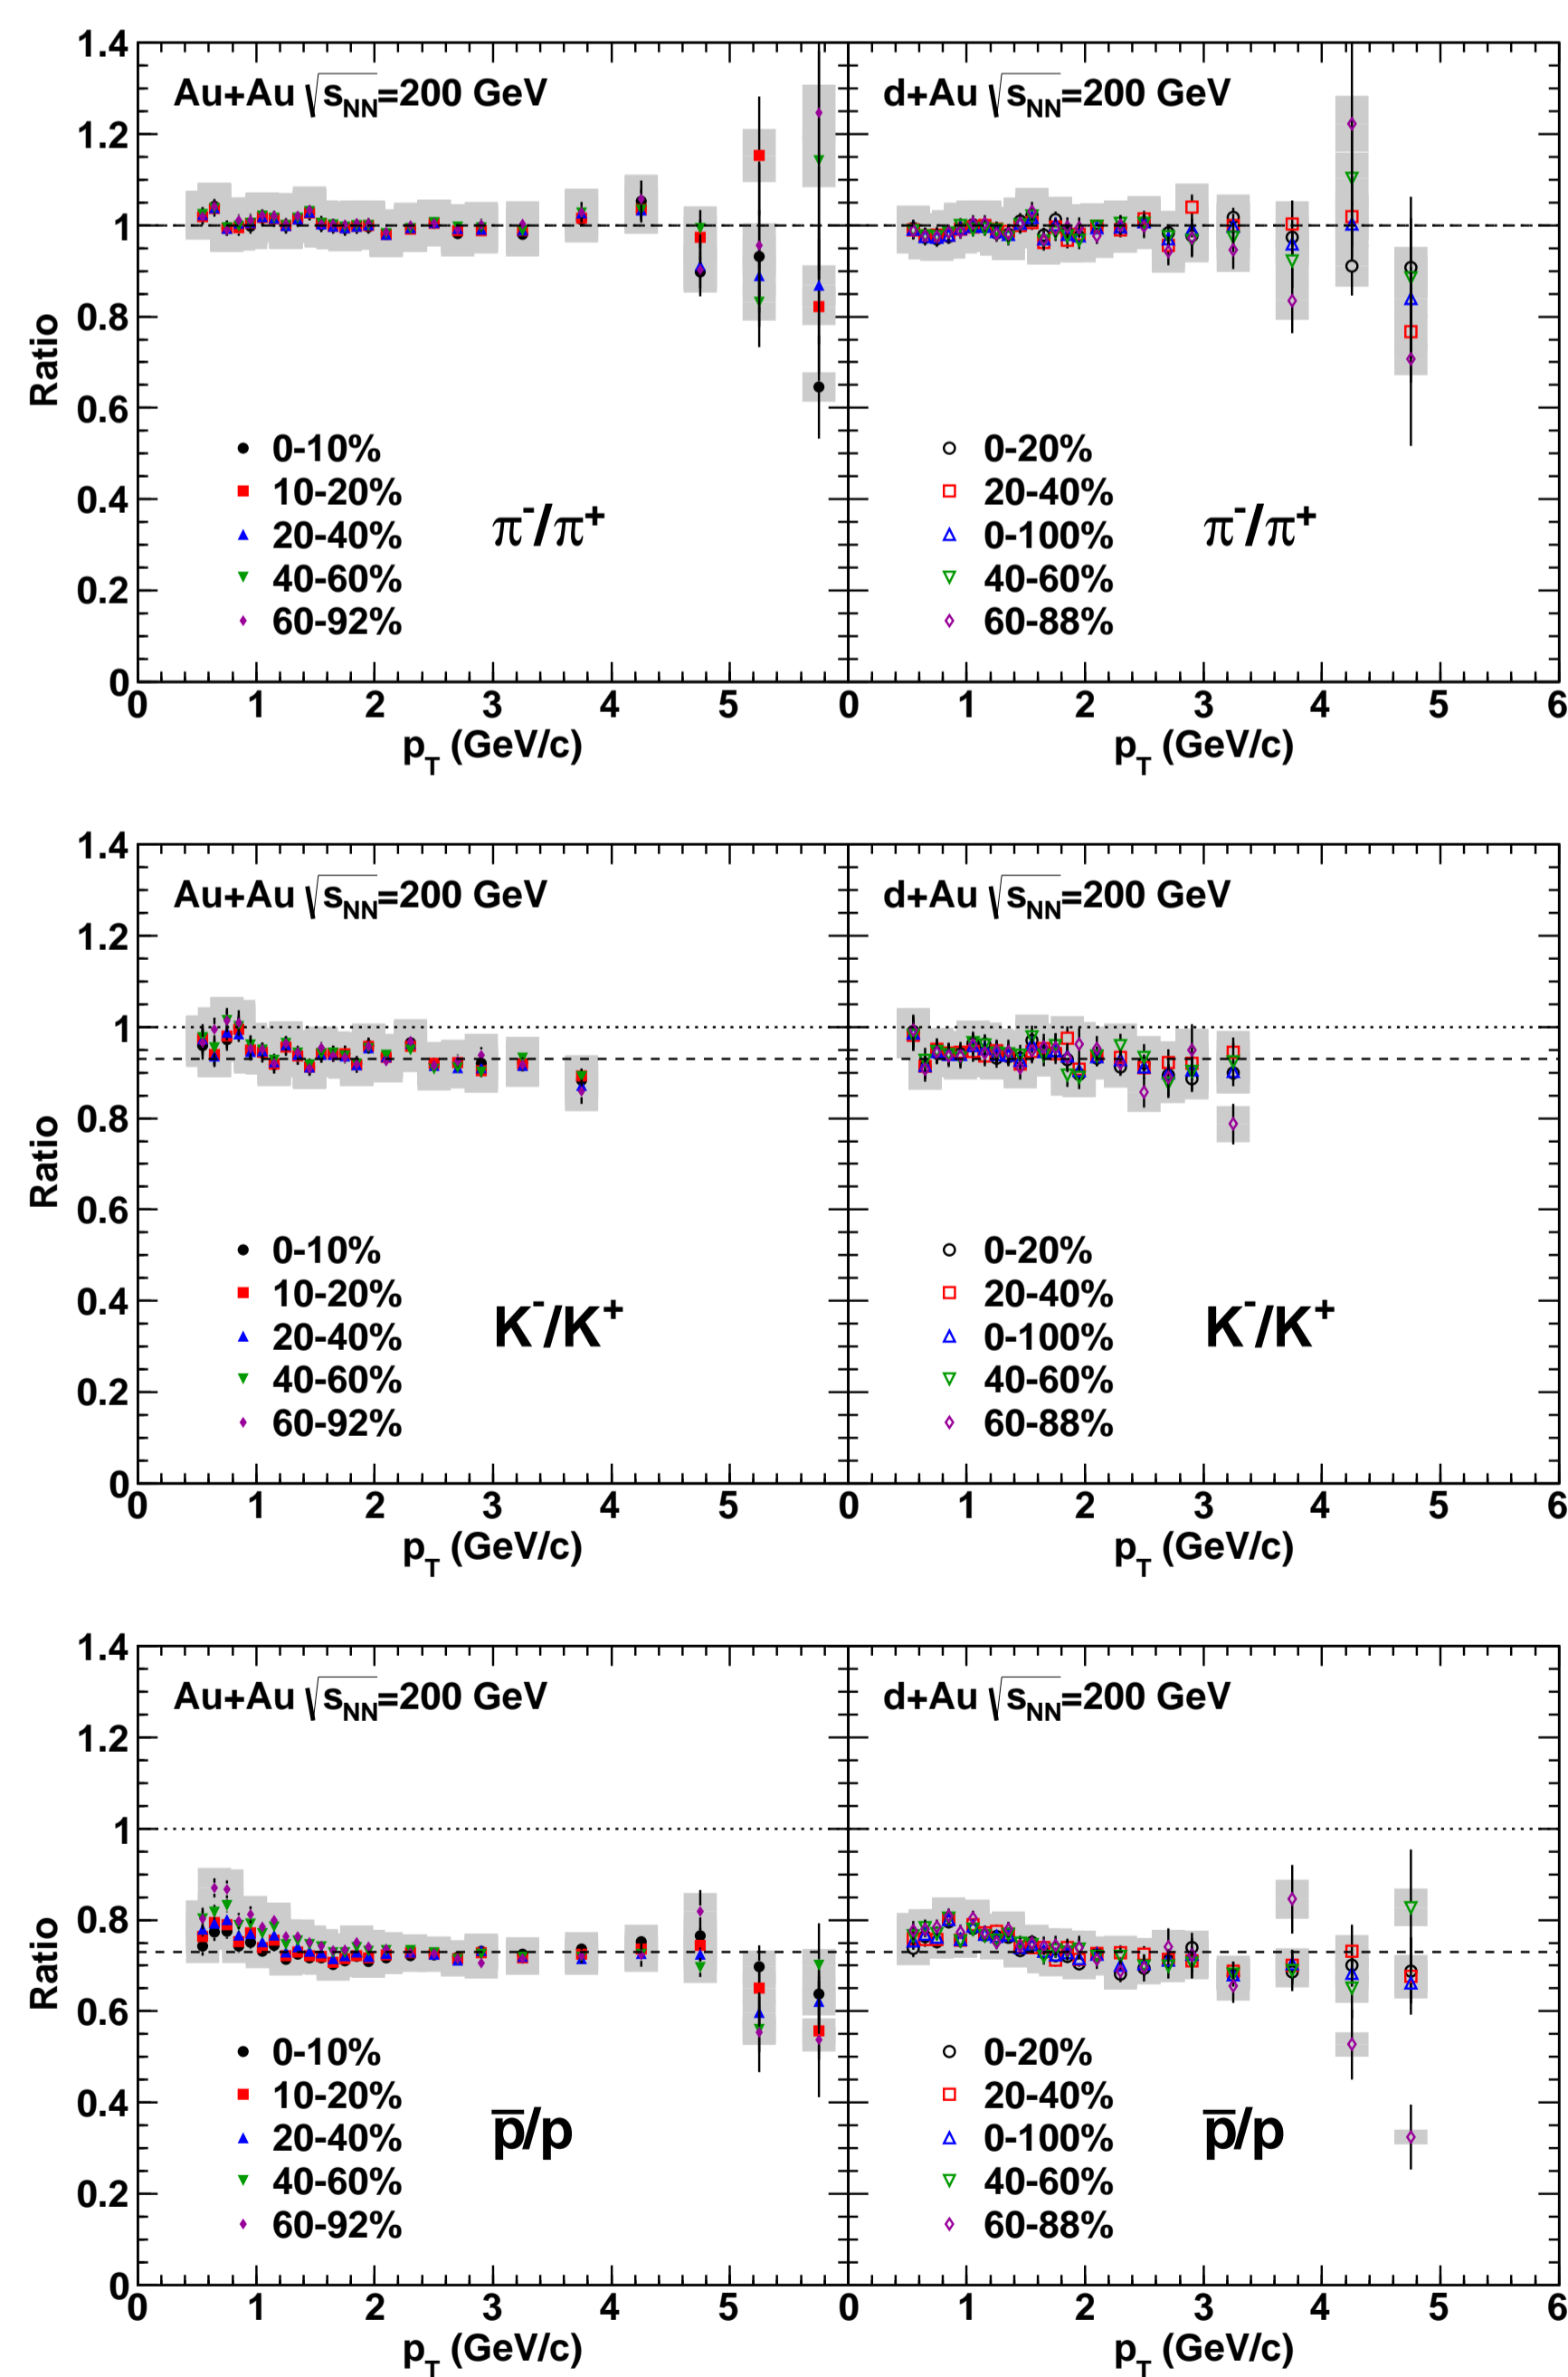 Au+Au √sNN=200 GeV
d+Au √sNN=200 GeV
1.4
1.2
1
0.8
0.6
0.4
0.2
0
Ratio
0-10%
10-20%
20-40%
40-60%
60-92%
π-/π+
0-20%
20-40%
0-100%
40-60%
60-88%
π-/π+
0 1 2 3 4 5 0 1 2 3 4 5 6
pT (GeV/c)
pT (GeV/c)
Au+Au √sNN=200 GeV
d+Au √sNN=200 GeV
1.4
1.2
1
0.8
0.6
0.4
0.2
0
Ratio
0-10%
10-20%
20-40%
40-60%
60-92%
K-/K+
0-20%
20-40%
0-100%
40-60%
60-88%
K-/K+
0 1 2 3 4 5 0 1 2 3 4 5 6
pT (GeV/c)
pT (GeV/c)
Au+Au √sNN=200 GeV
d+Au √sNN=200 GeV
1.4
1.2
1
0.8
0.6
0.4
0.2
0
Ratio
0-10%
10-20%
20-40%
40-60%
60-92%
p̅/p
0-20%
20-40%
0-100%
40-60%
60-88%
p̅/p
0 1 2 3 4 5 0 1 2 3 4 5 6
pT (GeV/c)
pT (GeV/c)